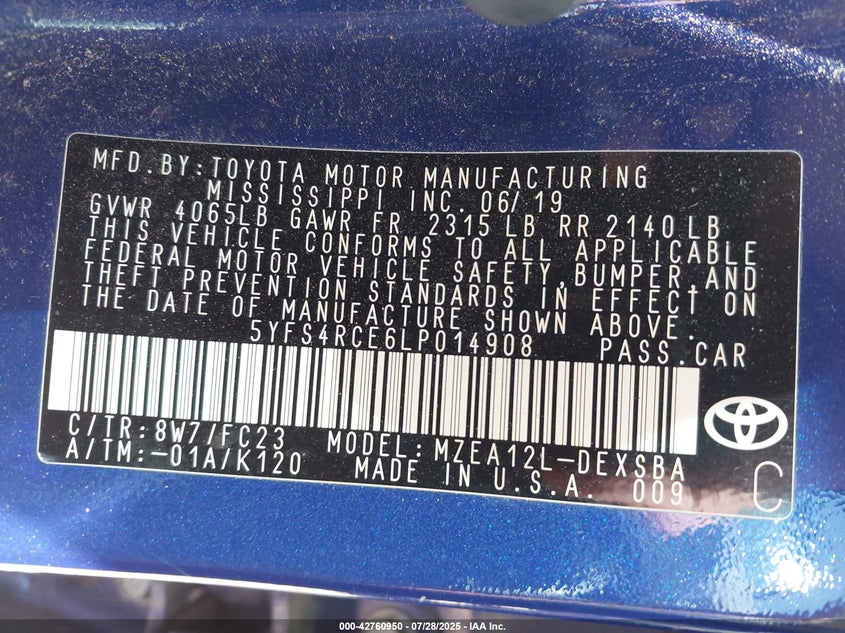 MFD.BY:TOYOTA MOTOR MANUFACTURING
MISSISSIPPI INC. 06/19
GVWR 4065LB GAWR FR 2315 LB RR 2140 LB
THIS VEHICLE CONFORMS TO ALL APPLICABLE
FEDERAL MOTOR VEHICLE SAFETY,BUMPER,AND
THEFT PREVENTION STANDARDS IN EFFECT ON
THE DATE OF MANUFACTURE SHOWN ABOVE.
5YFS4RCE6LP014908 PASS.CAR
C/TR:8W7/FC23 MODEL:MZEA12L-DEXSBA
A/TM:-01A/K120 MADE IN U.S.A. 009 C
000-42760950 | 07/28/2025 - IAA Inc.